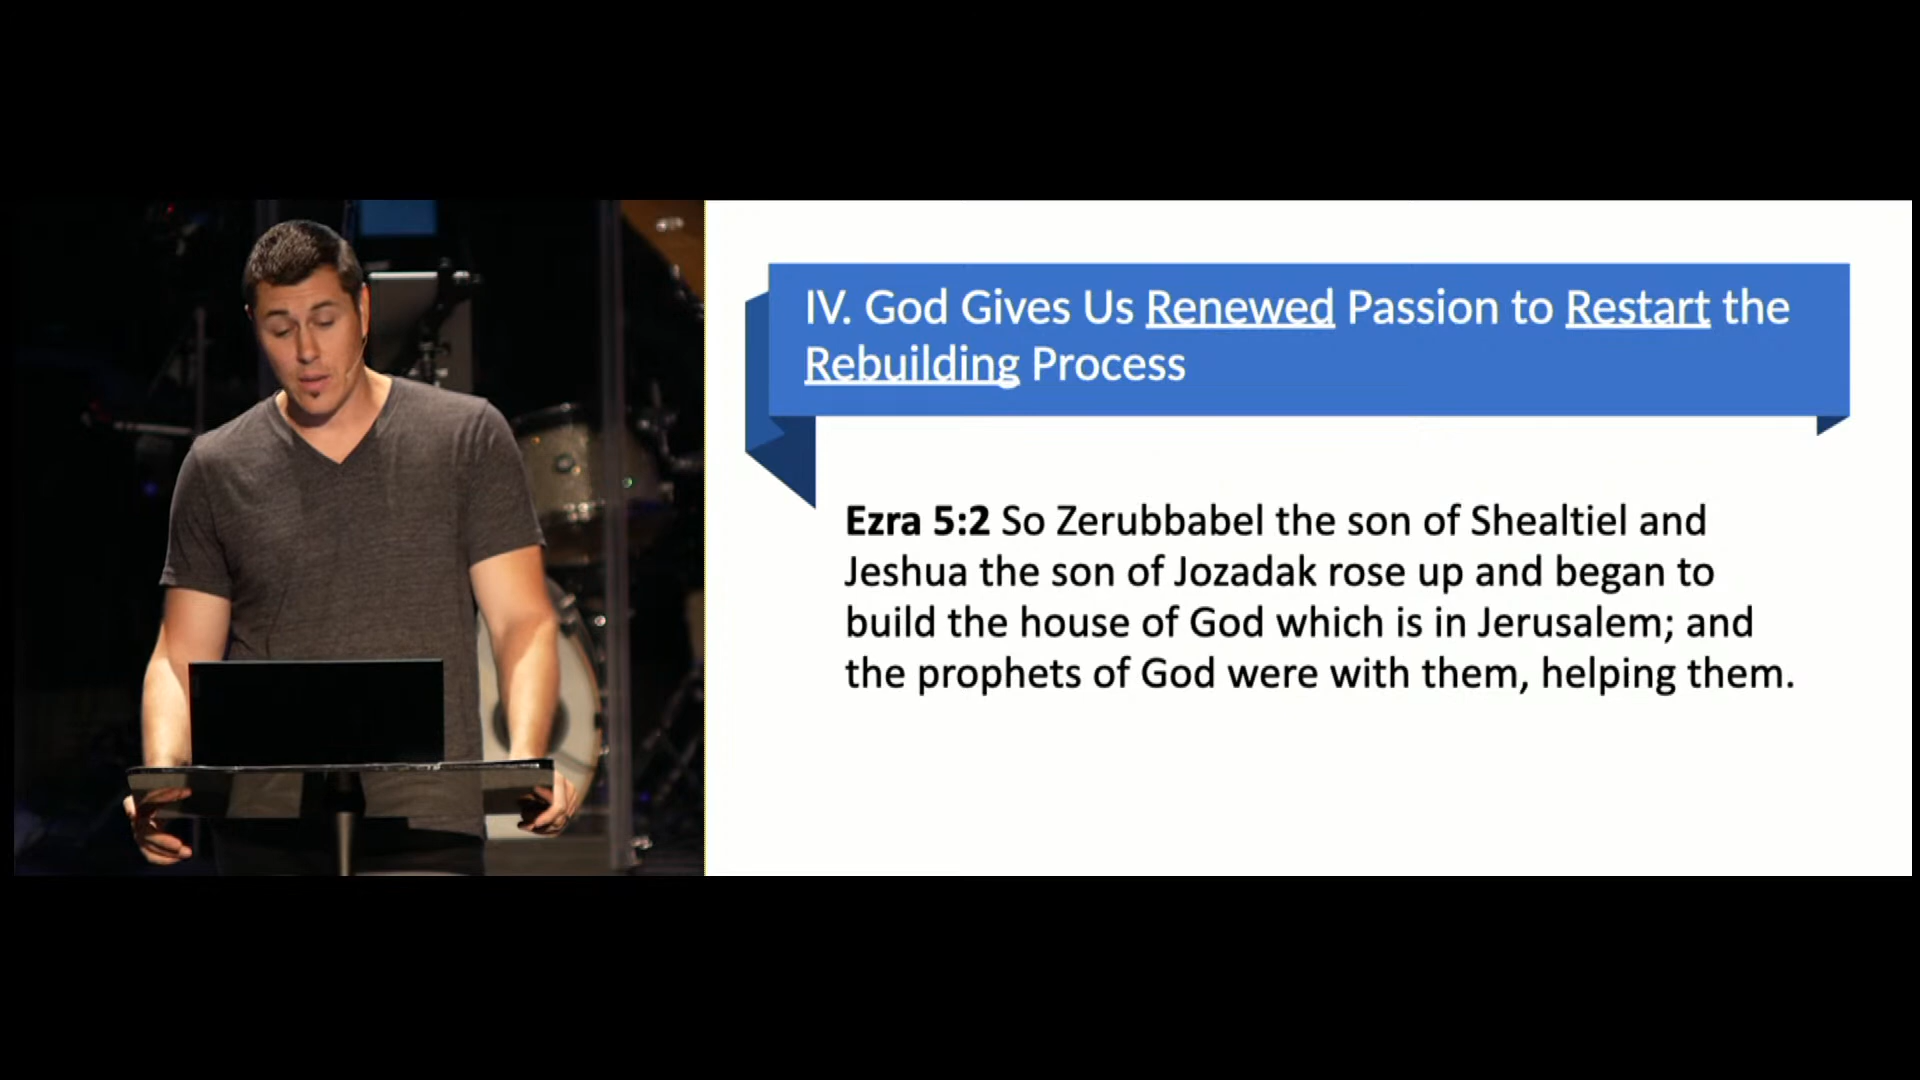 IV. God Gives Us Renewed Passion to Restart the
Rebuilding Process
Ezra 5:2 So Zerubbabel the son of Shealtiel and
Jeshua the son of Jozadak rose up and began to
build the house of God which is in Jerusalem; and
the prophets of God were with them, helping them.